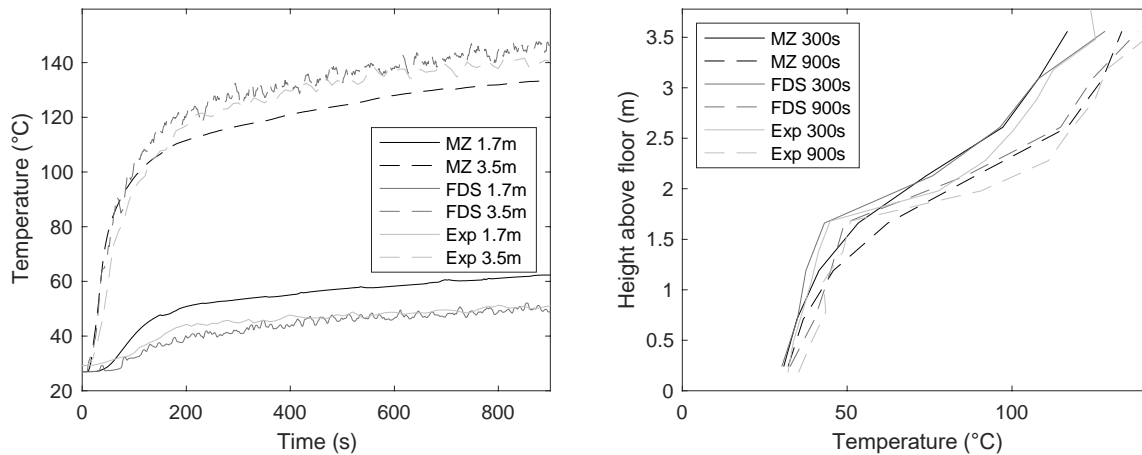 140
120
100
80
60
40
20
0
200
400
600
800
Temperature (°C)
Time (s)
MZ 1.7m
MZ 3.5m
FDS 1.7m
FDS 3.5m
Exp 1.7m
Exp 3.5m
3.5
3
2.5
2
1.5
1
0.5
0
0
50
100
Height above floor (m)
Temperature (°C)
MZ 300s
MZ 900s
FDS 300s
FDS 900s
Exp 300s
Exp 900s